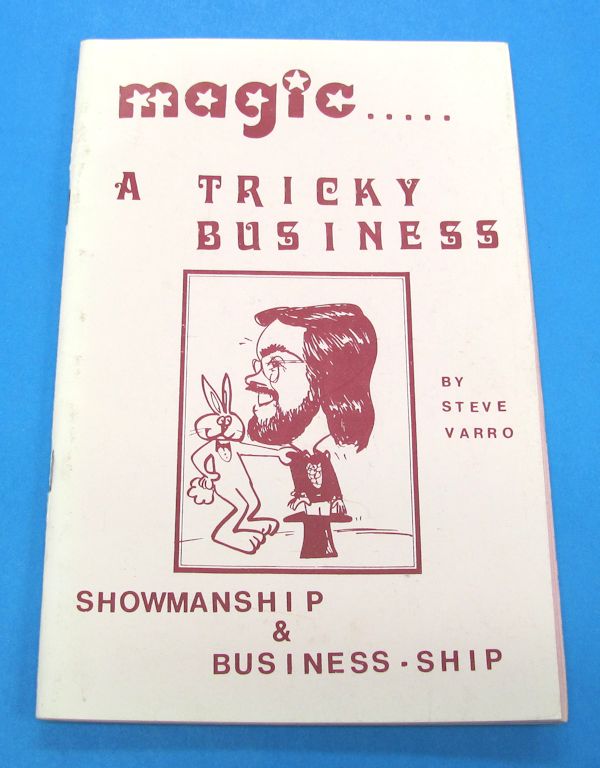 magic.....
A TRICKY
BUSINESS
BY
STEVE
VARRO
SHOWMANSHIP
&
BUSINESS-SHIP